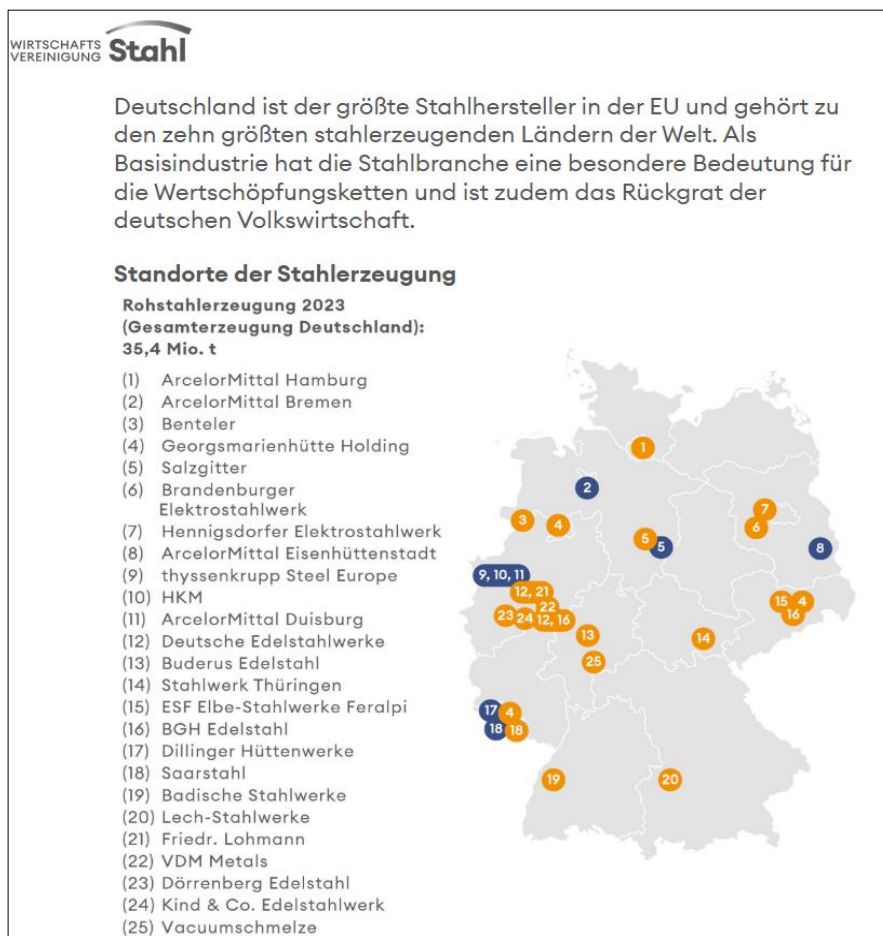 WIRTSCHAFTS
VEREINIGUNG Stahl
Deutschland ist der größte Stahlhersteller in der EU und gehört zu
den zehn größten stahlerzeugenden Ländern der Welt. Als
Basisindustrie hat die Stahlbranche eine besondere Bedeutung für
die Wertschöpfungsketten und ist zudem das Rückgrat der
deutschen Volkswirtschaft.
Standorte der Stahlerzeugung
Rohstahlerzeugung 2023
(Gesamterzeugung Deutschland):
35,4 Mio. t
(1) ArcelorMittal Hamburg
(2) ArcelorMittal Bremen
(3) Benteler
(4) Georgsmarienhütte Holding
(5) Salzgitter
(6) Brandenburger
Elektrostahlwerk
(7) Hennigsdorfer Elektrostahlwerk
(8) ArcelorMittal Eisenhüttenstadt
(9) thyssenkrupp Steel Europe
(10) HKM
(11) ArcelorMittal Duisburg
(12) Deutsche Edelstahlwerke
(13) Buderus Edelstahl
(14) Stahlwerk Thüringen
(15) ESF Elbe-Stahlwerke Feralpi
(16) BGH Edelstahl
(17) Dillinger Hüttenwerke
(18) Saarstahl
(19) Badische Stahlwerke
(20) Lech-Stahlwerke
(21) Friedr. Lohmann
(22) VDM Metals
(23) Dörrenberg Edelstahl
(24) Kind & Co. Edelstahlwerk
(25) Vacuumschmelze
1
2
7
3
4
6
5
5
8
9, 10, 11
12, 21
15
4
22
23
24
12, 16
16
13
14
25
17
4
18
18
19
20